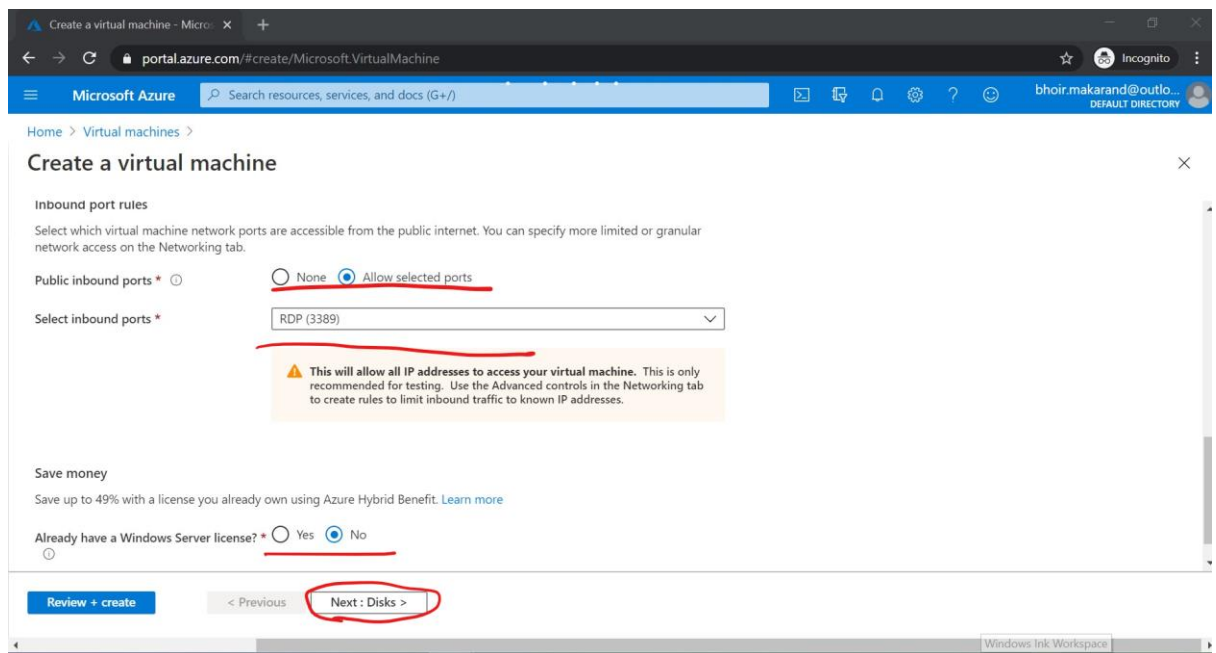 Create a virtual machine - Micros
portal.azure.com/#create/Microsoft.VirtualMachine
Incognito
Microsoft Azure
Search resources, services, and docs (G+/)
bhoir.makarand@outlo...
DEFAULT DIRECTORY
Home > Virtual machines >
Create a virtual machine
Inbound port rules
Select which virtual machine network ports are accessible from the public internet. You can specify more limited or granular
network access on the Networking tab.
Public inbound ports * None Allow selected ports
Select inbound ports * RDP (3389)
This will allow all IP addresses to access your virtual machine. This is only
recommended for testing. Use the Advanced controls in the Networking tab
to create rules to limit inbound traffic to known IP addresses.
Save money
Save up to 49% with a license you already own using Azure Hybrid Benefit. Learn more
Already have a Windows Server license? * Yes No
Review + create < Previous Next : Disks >
Windows Ink Workspace